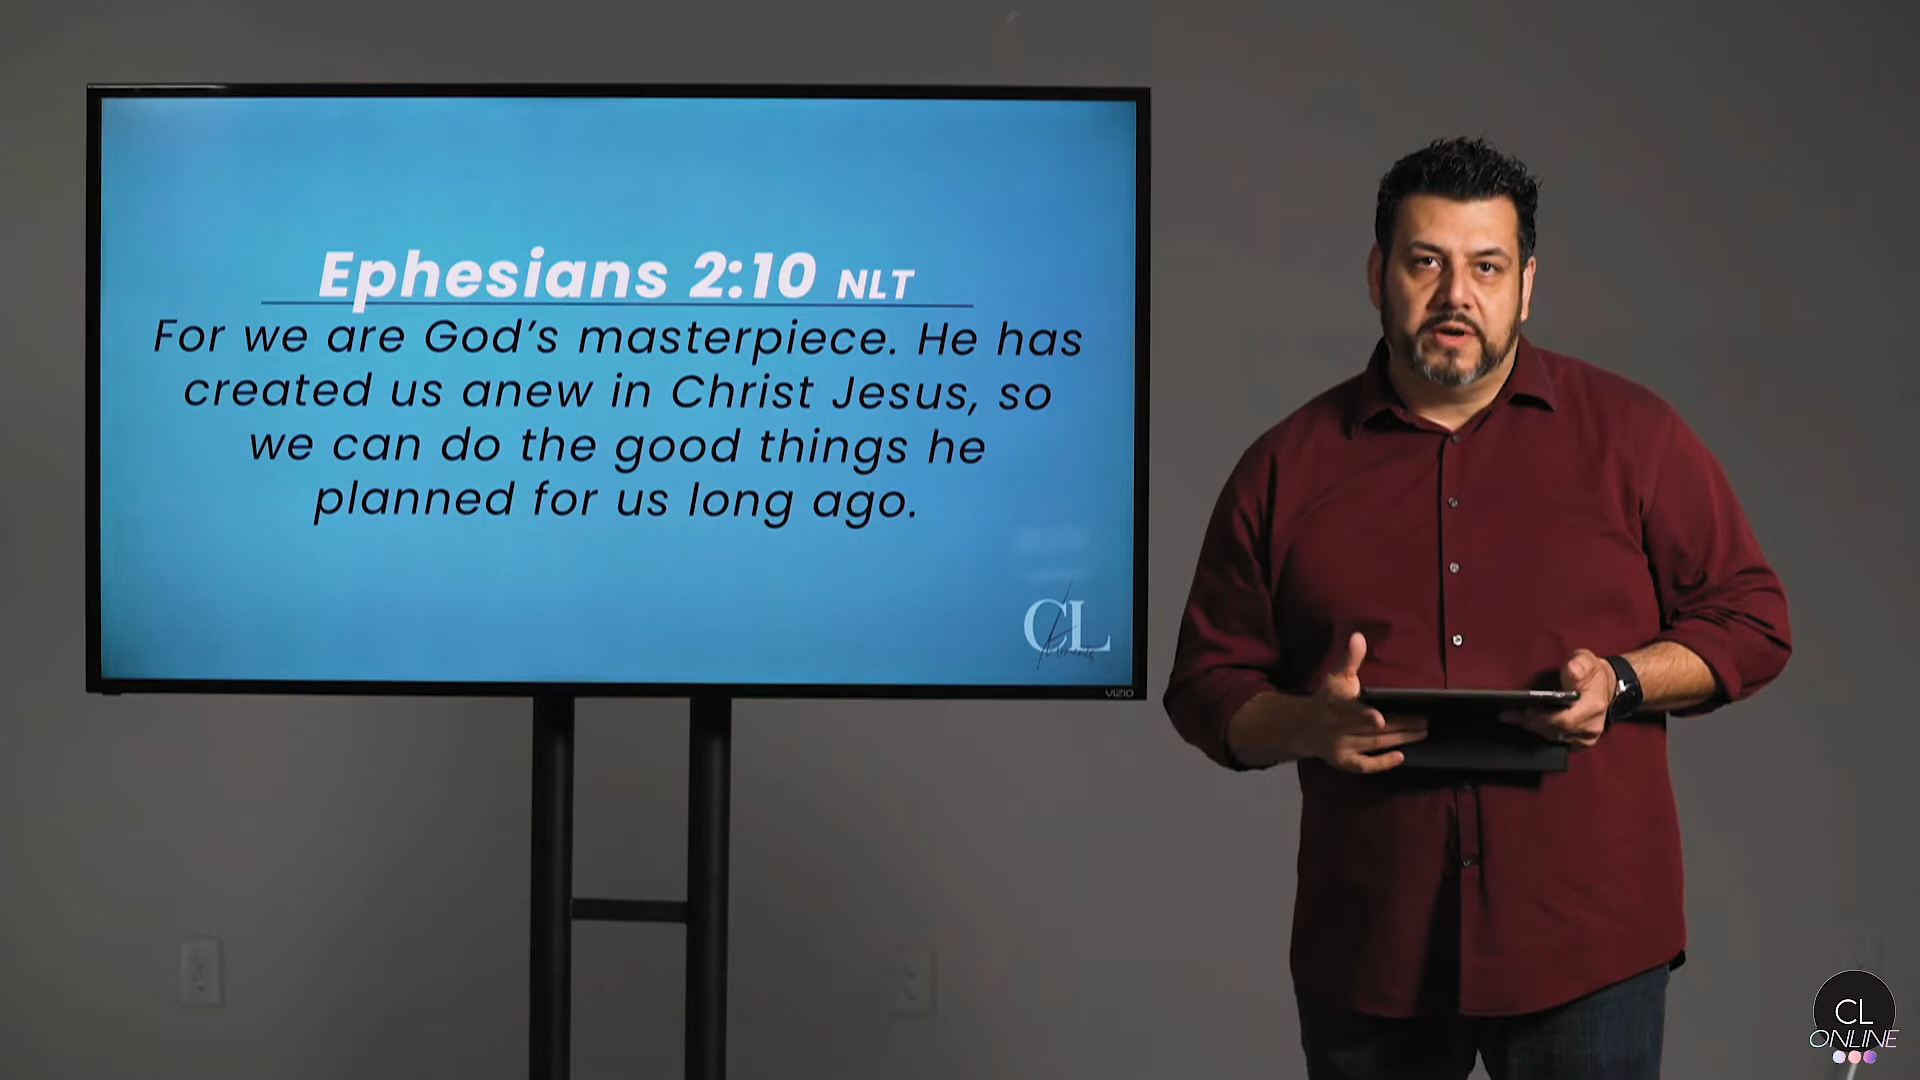 Ephesians 2:10 NLT
For we are God's masterpiece. He has
created us anew in Christ Jesus, so
we can do the good things he
planned for us long ago.
CL
Moments
VIZIO
CL
ONLINE